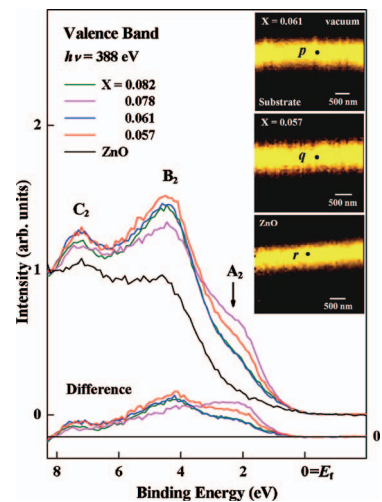 Valence Band
hν = 388 eV
X = 0.082
0.078
0.061
0.057
ZnO
X = 0.061 vacuum
p
Substrate 500 nm
X = 0.057
q
500 nm
ZnO
r
500 nm
2
B₂
C₂
1
A₂
Intensity (arb. units)
Difference
0
0
8 6 4 2 0=E_f
Binding Energy (eV)